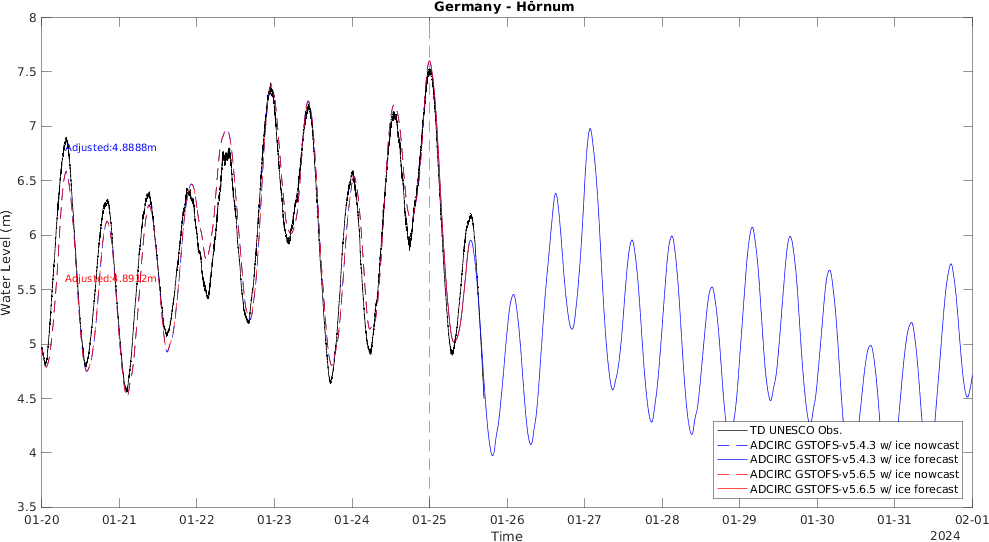 Germany - Hörnum
8
7.5
7
6.5
6
5.5
5
4.5
4
3.5
Water Level (m)
Adjusted:4.8888m
Adjusted:4.8912m
TD UNESCO Obs.
ADCIRC GSTOFS-v5.4.3 w/ ice nowcast
ADCIRC GSTOFS-v5.4.3 w/ ice forecast
ADCIRC GSTOFS-v5.6.5 w/ ice nowcast
ADCIRC GSTOFS-v5.6.5 w/ ice forecast
01-20 01-21 01-22 01-23 01-24 01-25 01-26 01-27 01-28 01-29 01-30 01-31 02-01
Time
2024